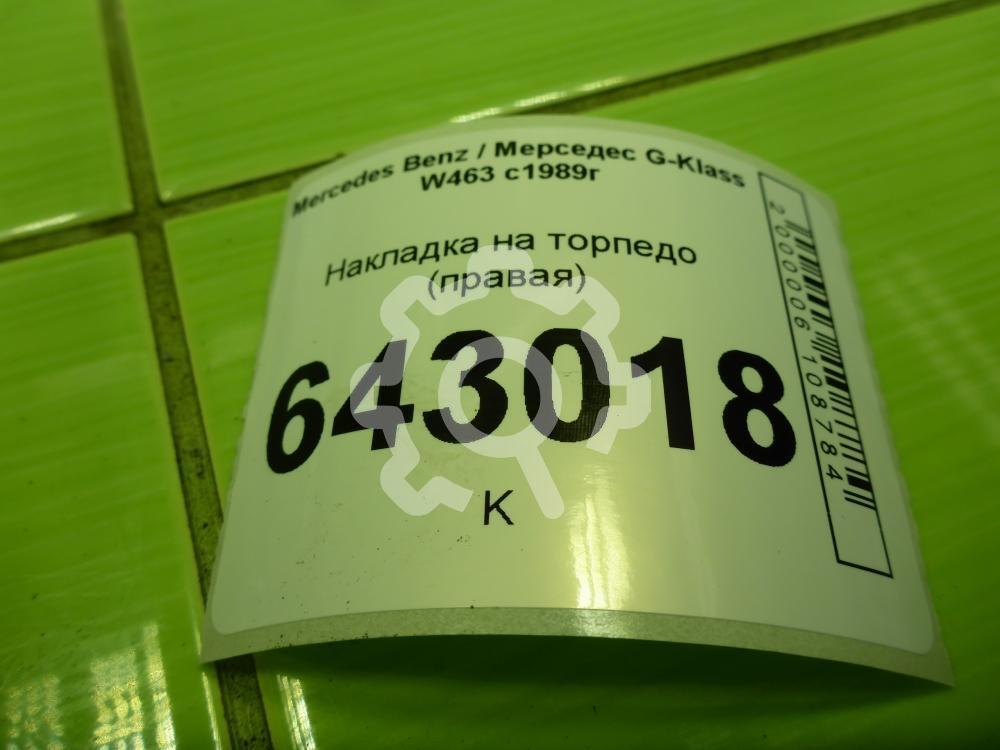 Mercedes Benz / Мерседес G-Klass
W463 с1989г
Накладка на торпедо
(правая)
643018
К
2000006108784